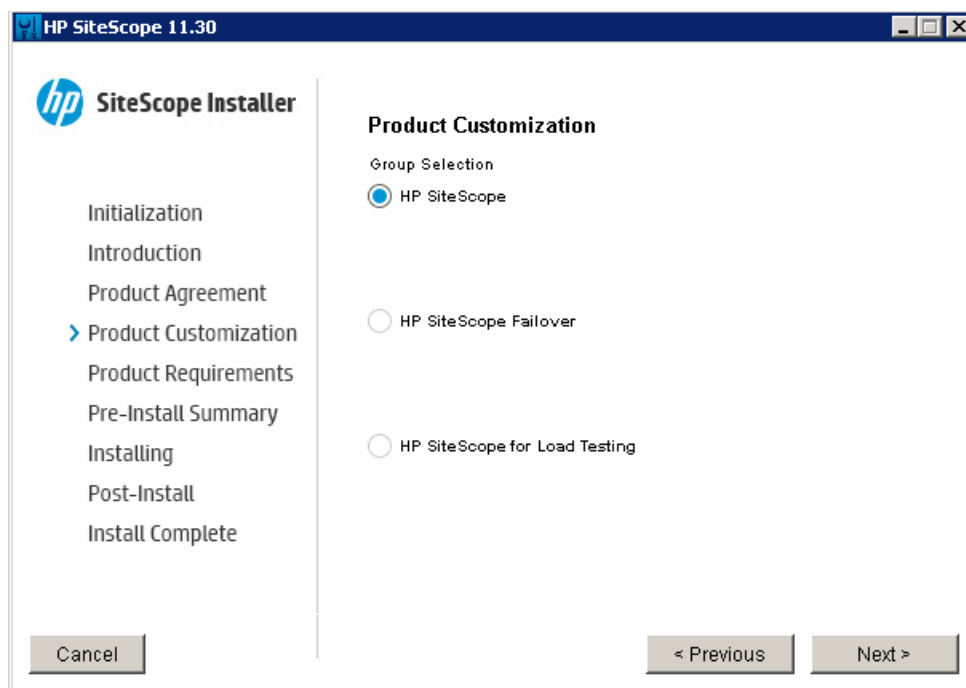 HP SiteScope 11.30
hp SiteScope Installer
Product Customization
Group Selection
HP SiteScope
HP SiteScope Failover
HP SiteScope for Load Testing
Initialization
Introduction
Product Agreement
Product Customization
Product Requirements
Pre-Install Summary
Installing
Post-Install
Install Complete
Cancel
< Previous
Next >